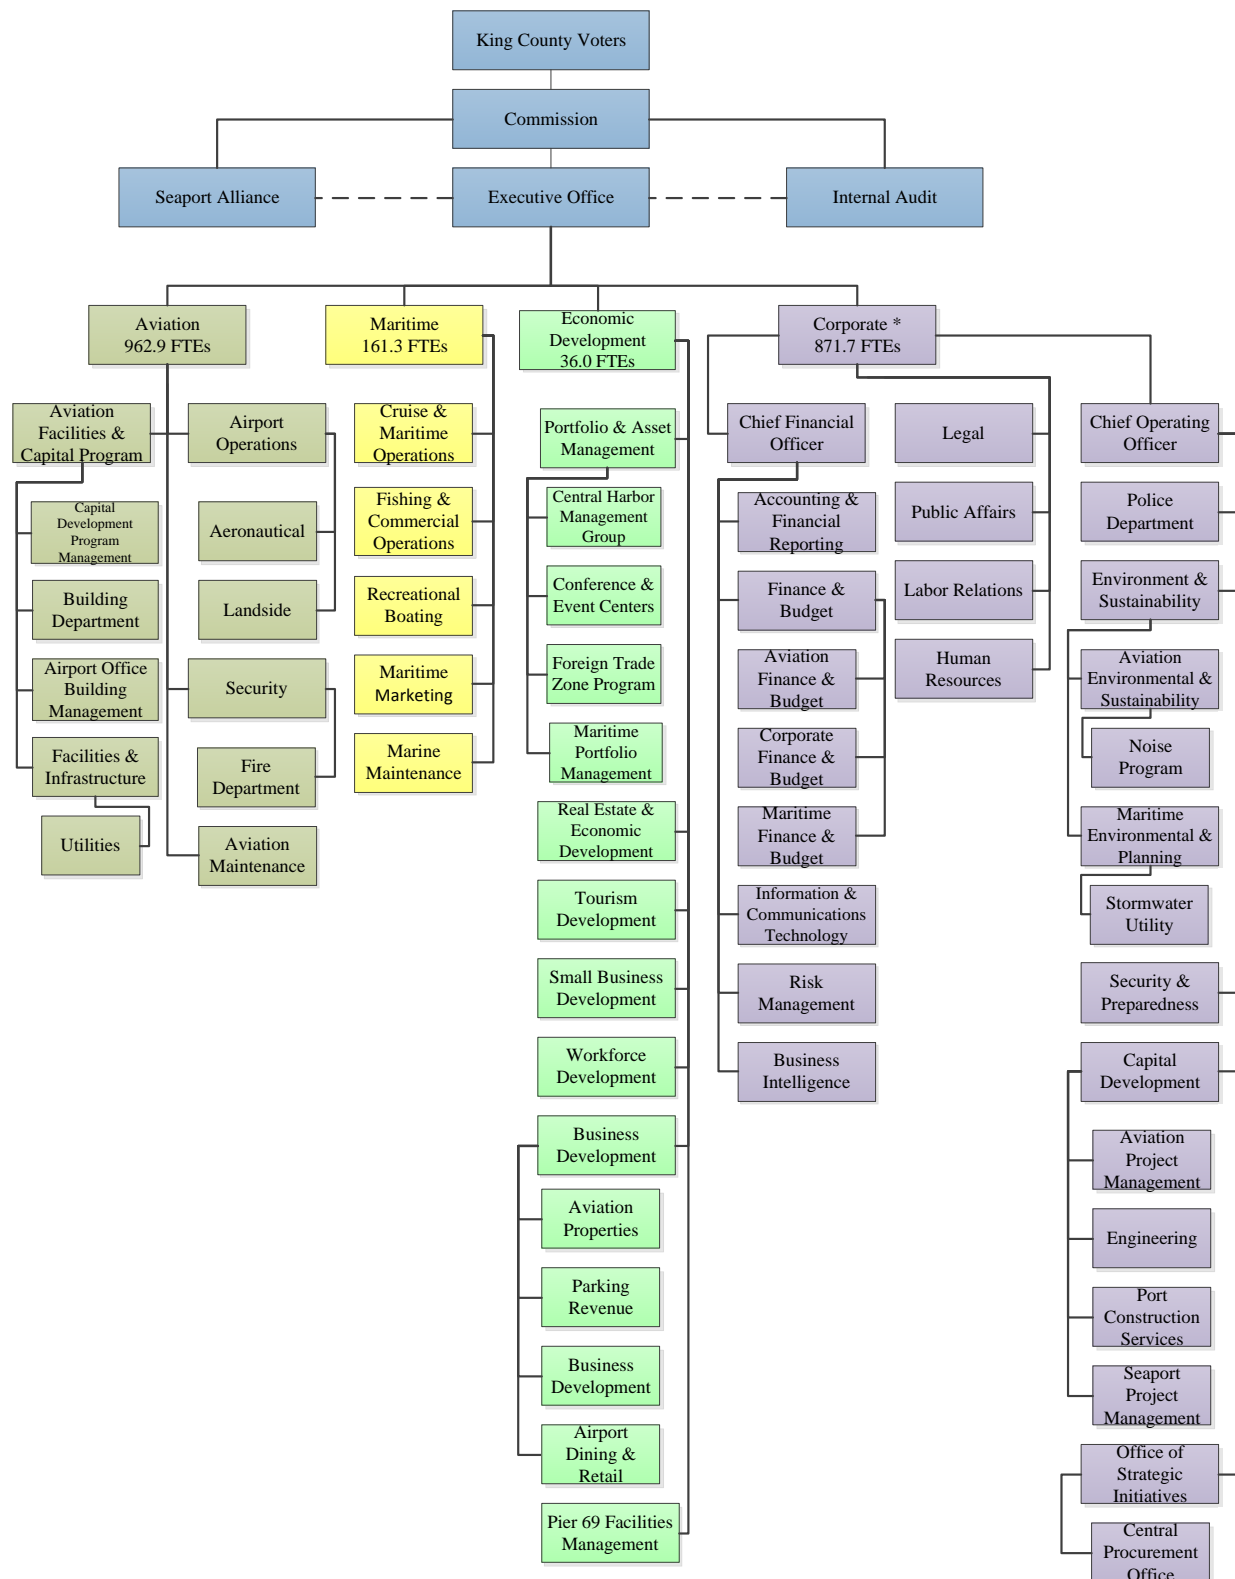 King County Voters
Commission
Seaport Alliance
Executive Office
Internal Audit
Aviation
962.9 FTEs
Maritime
161.3 FTEs
Economic
Development
36.0 FTEs
Corporate *
871.7 FTEs
Aviation
Facilities &
Capital Program
Capital
Development
Program
Management
Building
Department
Airport Office
Building
Management
Facilities &
Infrastructure
Utilities
Airport
Operations
Aeronautical
Landside
Security
Fire
Department
Aviation
Maintenance
Cruise &
Maritime
Operations
Fishing &
Commercial
Operations
Recreational
Boating
Maritime
Marketing
Marine
Maintenance
Portfolio & Asset
Management
Central Harbor
Management
Group
Conference &
Event Centers
Foreign Trade
Zone Program
Maritime
Portfolio
Management
Real Estate &
Economic
Development
Tourism
Development
Small Business
Development
Workforce
Development
Business
Development
Aviation
Properties
Parking
Revenue
Business
Development
Airport
Dining &
Retail
Pier 69 Facilities
Management
Chief Financial
Officer
Accounting &
Financial
Reporting
Finance &
Budget
Aviation
Finance &
Budget
Corporate
Finance &
Budget
Maritime
Finance &
Budget
Information &
Communications
Technology
Risk
Management
Business
Intelligence
Legal
Public Affairs
Labor Relations
Human
Resources
Chief Operating
Officer
Police
Department
Environment &
Sustainability
Aviation
Environmental &
Sustainability
Noise
Program
Maritime
Environmental &
Planning
Stormwater
Utility
Security &
Preparedness
Capital
Development
Aviation
Project
Management
Engineering
Port
Construction
Services
Seaport
Project
Management
Office of
Strategic
Initiatives
Central
Procurement
Office